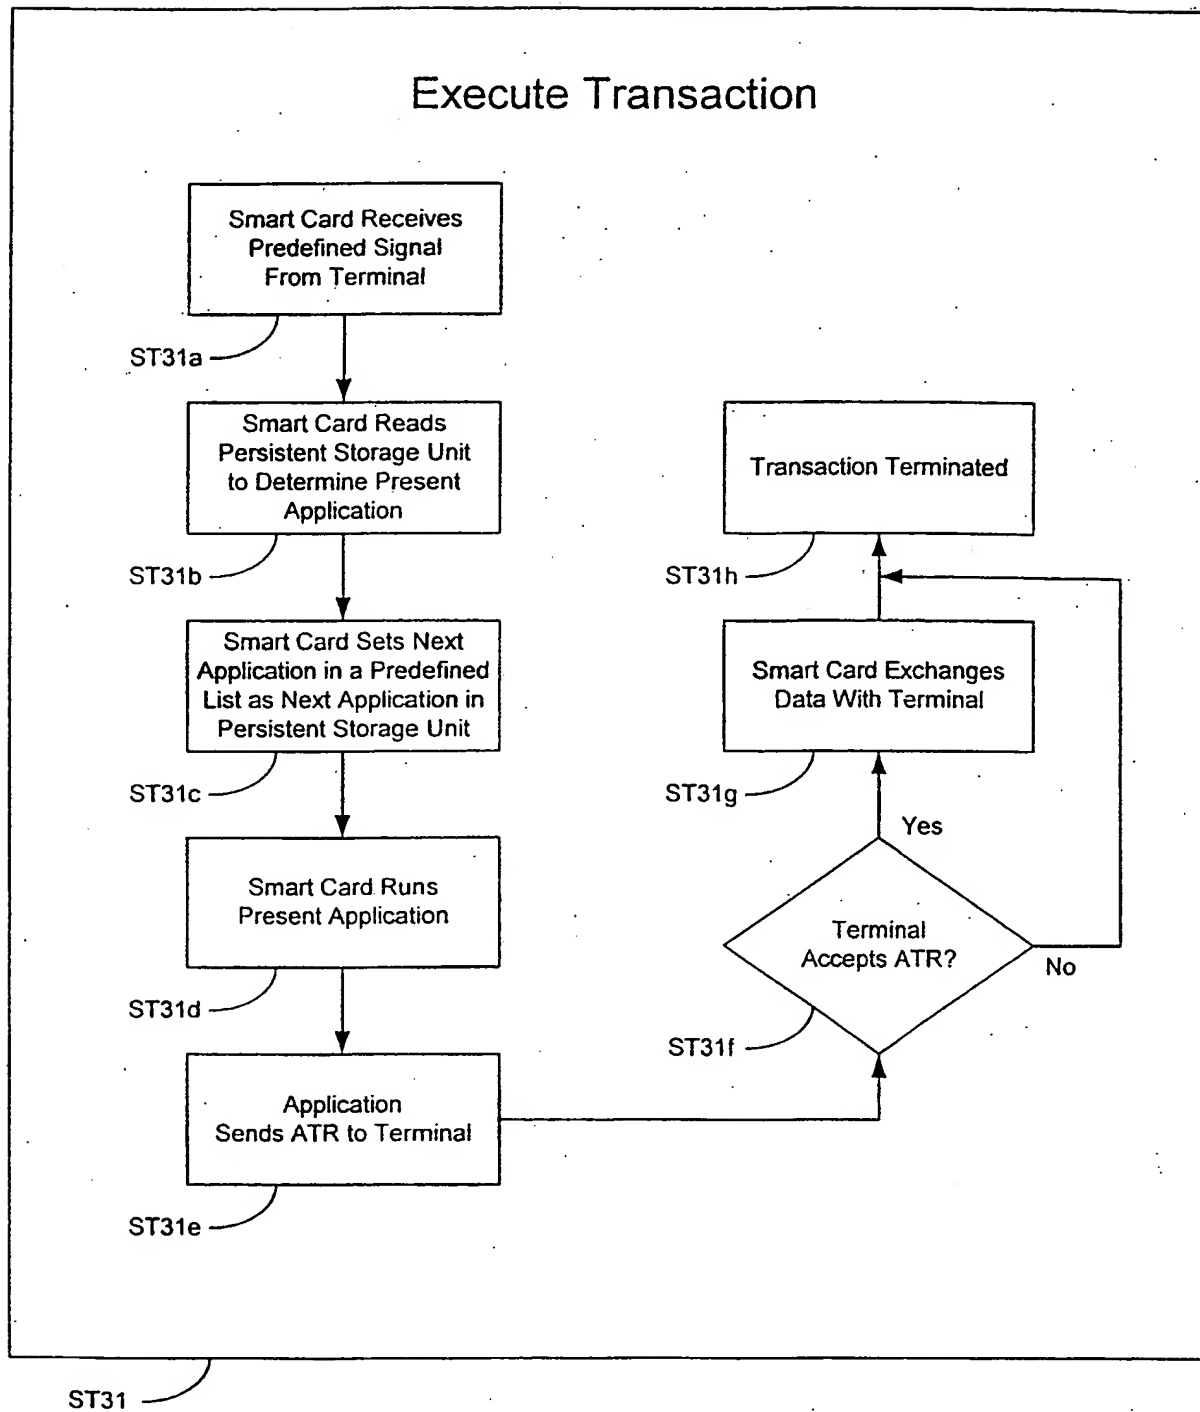 Execute Transaction
Smart Card Receives
Predefined Signal
From Terminal
ST31a
Smart Card Reads
Persistent Storage Unit
to Determine Present
Application
ST31b
Smart Card Sets Next
Application in a Predefined
List as Next Application in
Persistent Storage Unit
ST31c
Smart Card Runs
Present Application
ST31d
Application
Sends ATR to Terminal
ST31e
Transaction Terminated
ST31h
Smart Card Exchanges
Data With Terminal
ST31g
Yes
Terminal
Accepts ATR?
No
ST31f
ST31